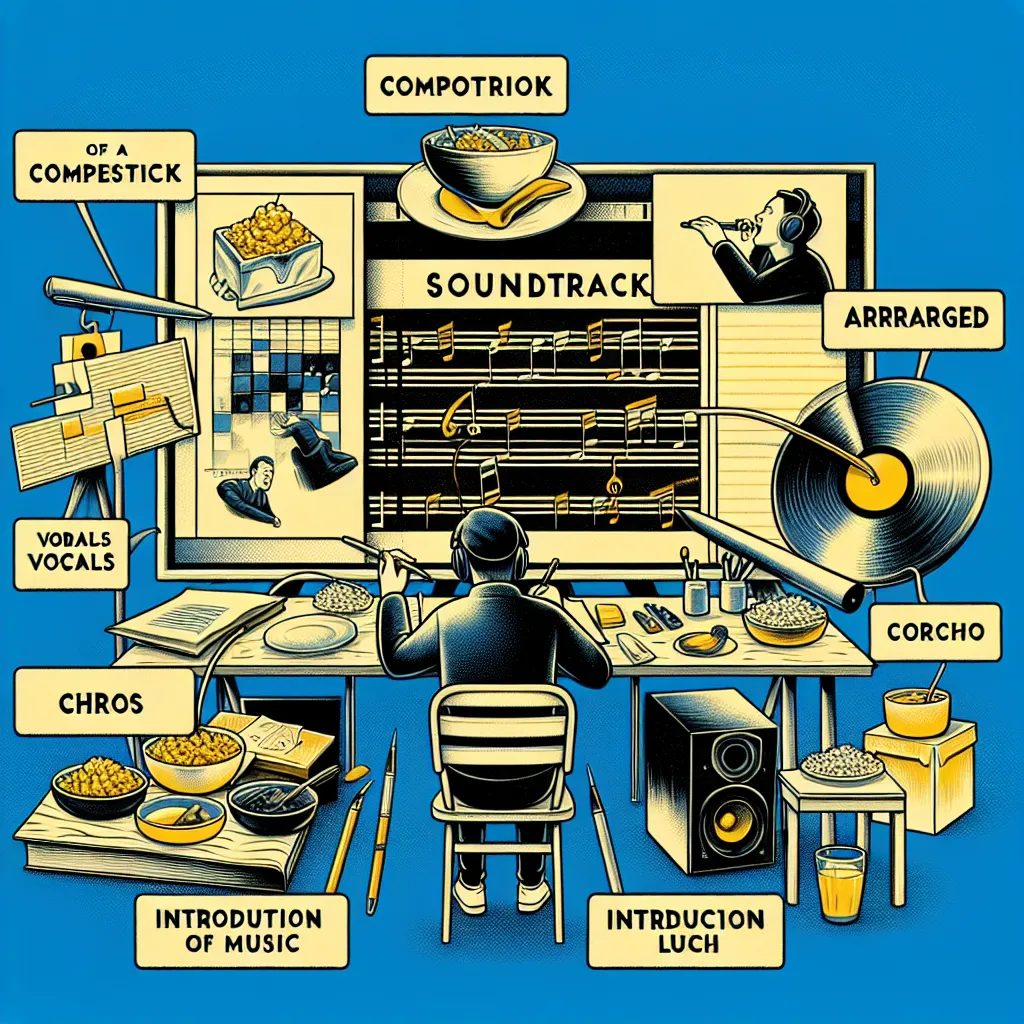 COMPOTRIOK
OF A
COMPESTICK
SOUNDTRACK
ARRRARGED
VODALS
VOCALS
CORCHO
CHROS
INTRODUTION
OF MUSIC
INTRDUCION
LUCH